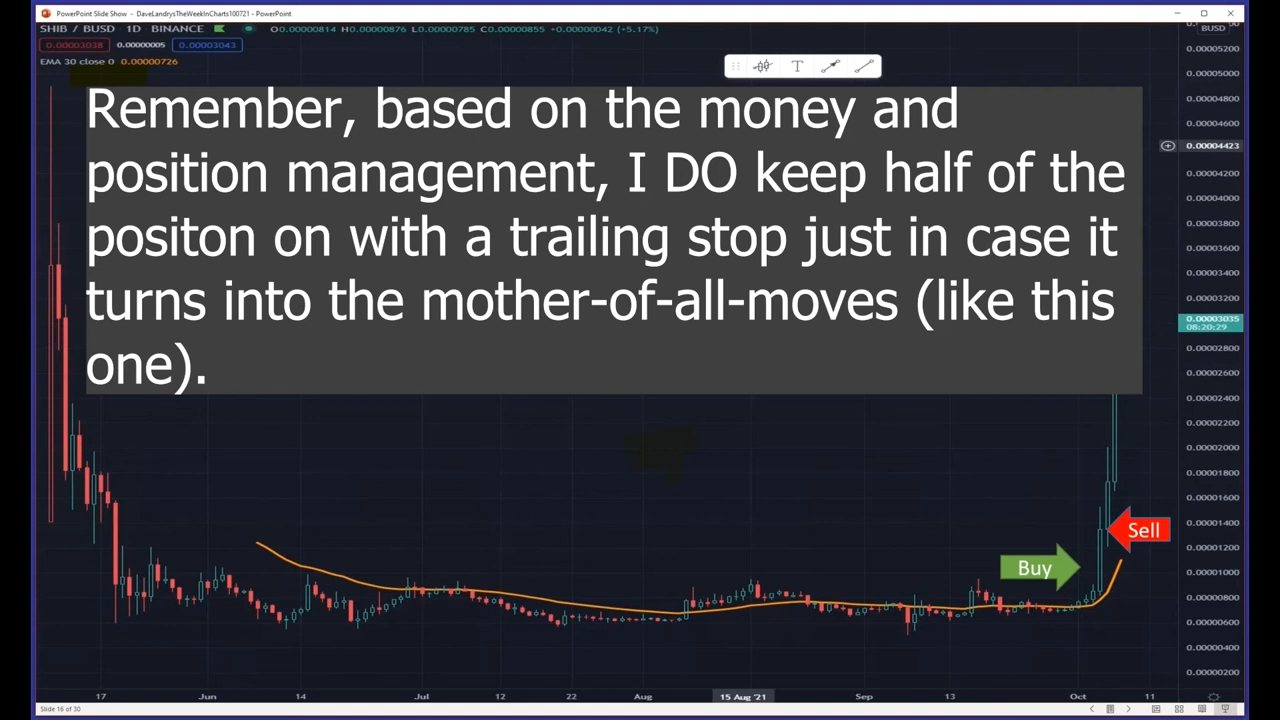 PowerPoint Slide Show - DaveLandrysTheWeekInCharts100721 - PowerPoint
SHIB / BUSD · 1D BINANCE O0.00000814 H0.00000876 L0.00000785 C0.00000855 +0.00000042 (+5.17%)
BUSD
0.00003038 0.00000005 0.00003043
EMA 30 close 0 0.00000726
T
Remember, based on the money and
position management, I DO keep half of the
positon on with a trailing stop just in case it
turns into the mother-of-all-moves (like this
one).
0.00005200
0.00005000
0.00004800
0.00004600
0.00004423
0.00004200
0.00004000
0.00003800
0.00003600
0.00003400
0.00003200
0.00003035
08:20:29
0.00002800
0.00002600
0.00002400
0.00002200
0.00002000
0.00001800
0.00001600
0.00001400
0.00001200
0.00001000
0.00000800
0.00000600
0.00000400
0.00000200
Sell
Buy
17 Jun 14 Jul 12 22 Aug 15 Aug '21 Sep 13 Oct 11
Slide 16 of 30